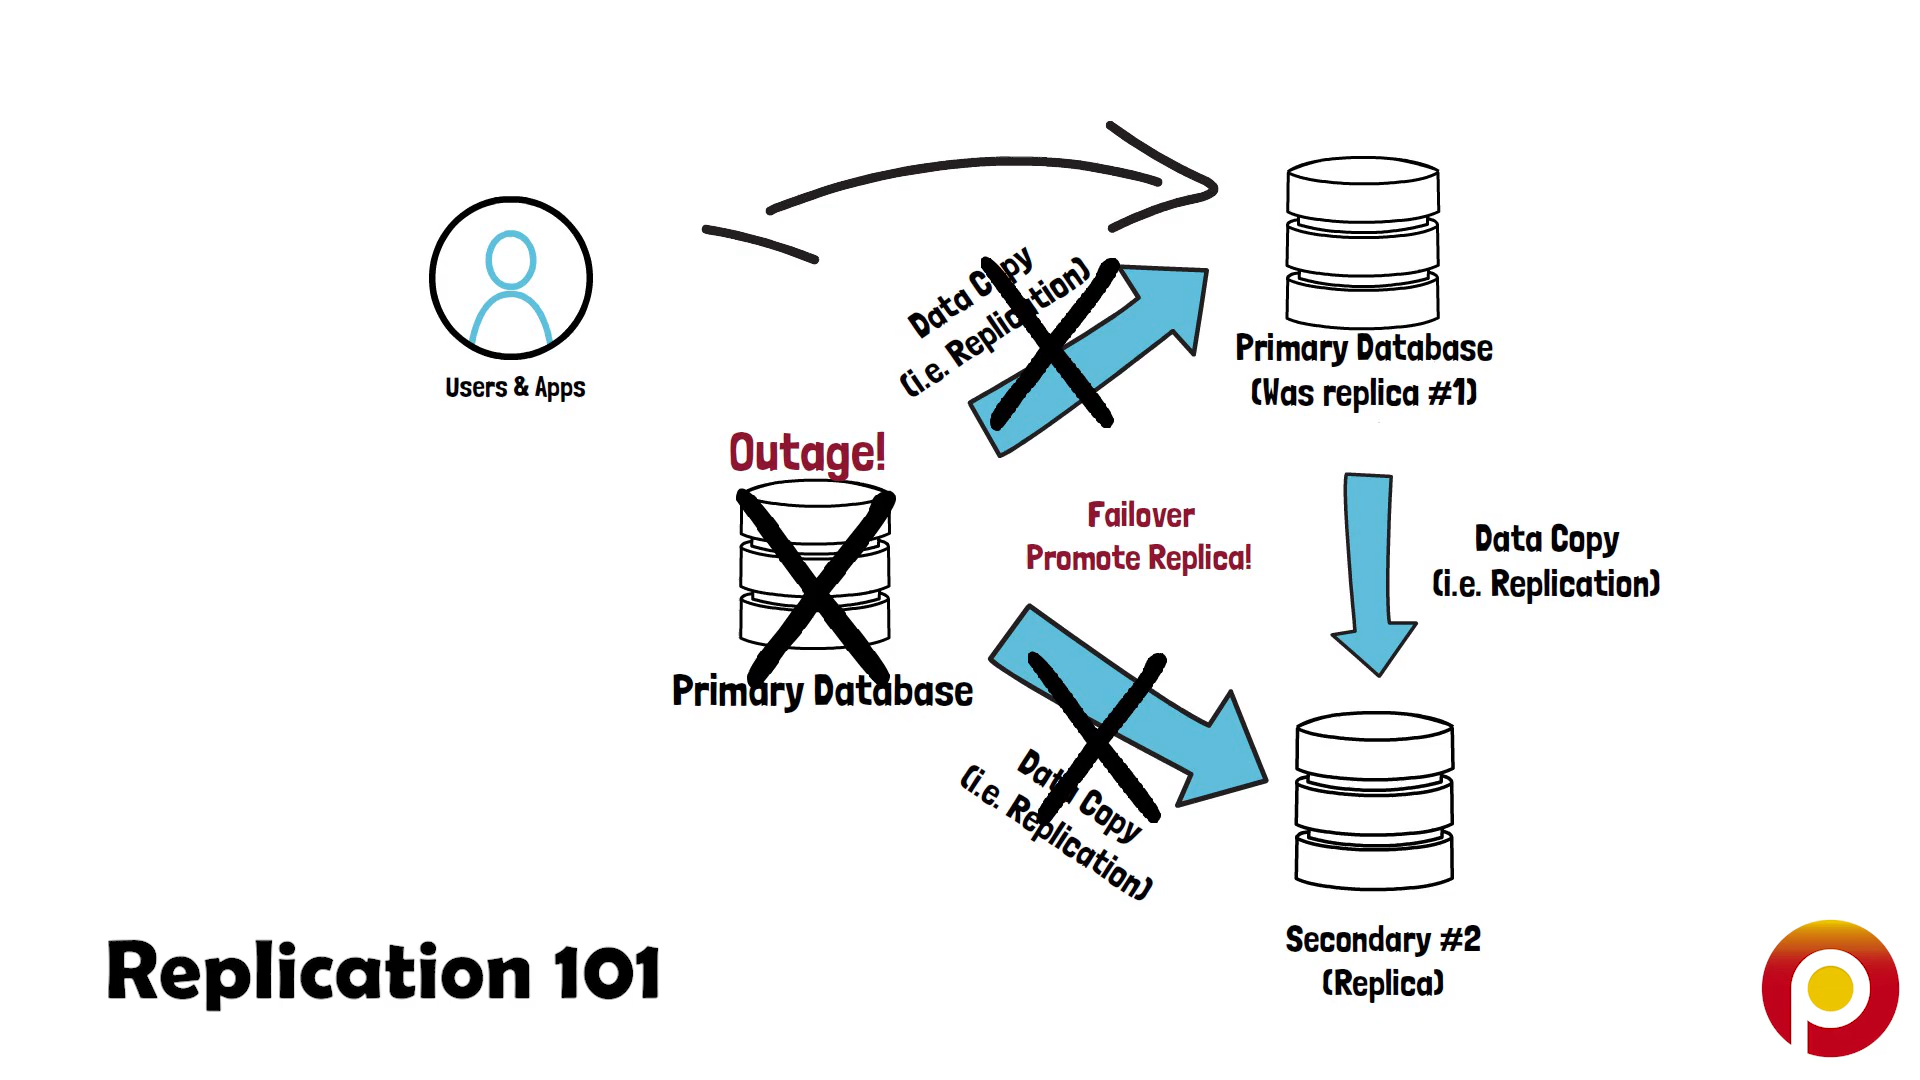 Users & Apps
Data Copy
(i.e. Replication)
Primary Database
(Was replica #1)
Outage!
Primary Database
Failover
Promote Replica!
Data Copy
(i.e. Replication)
Data Copy
(i.e. Replication)
Secondary #2
(Replica)
Replication 101